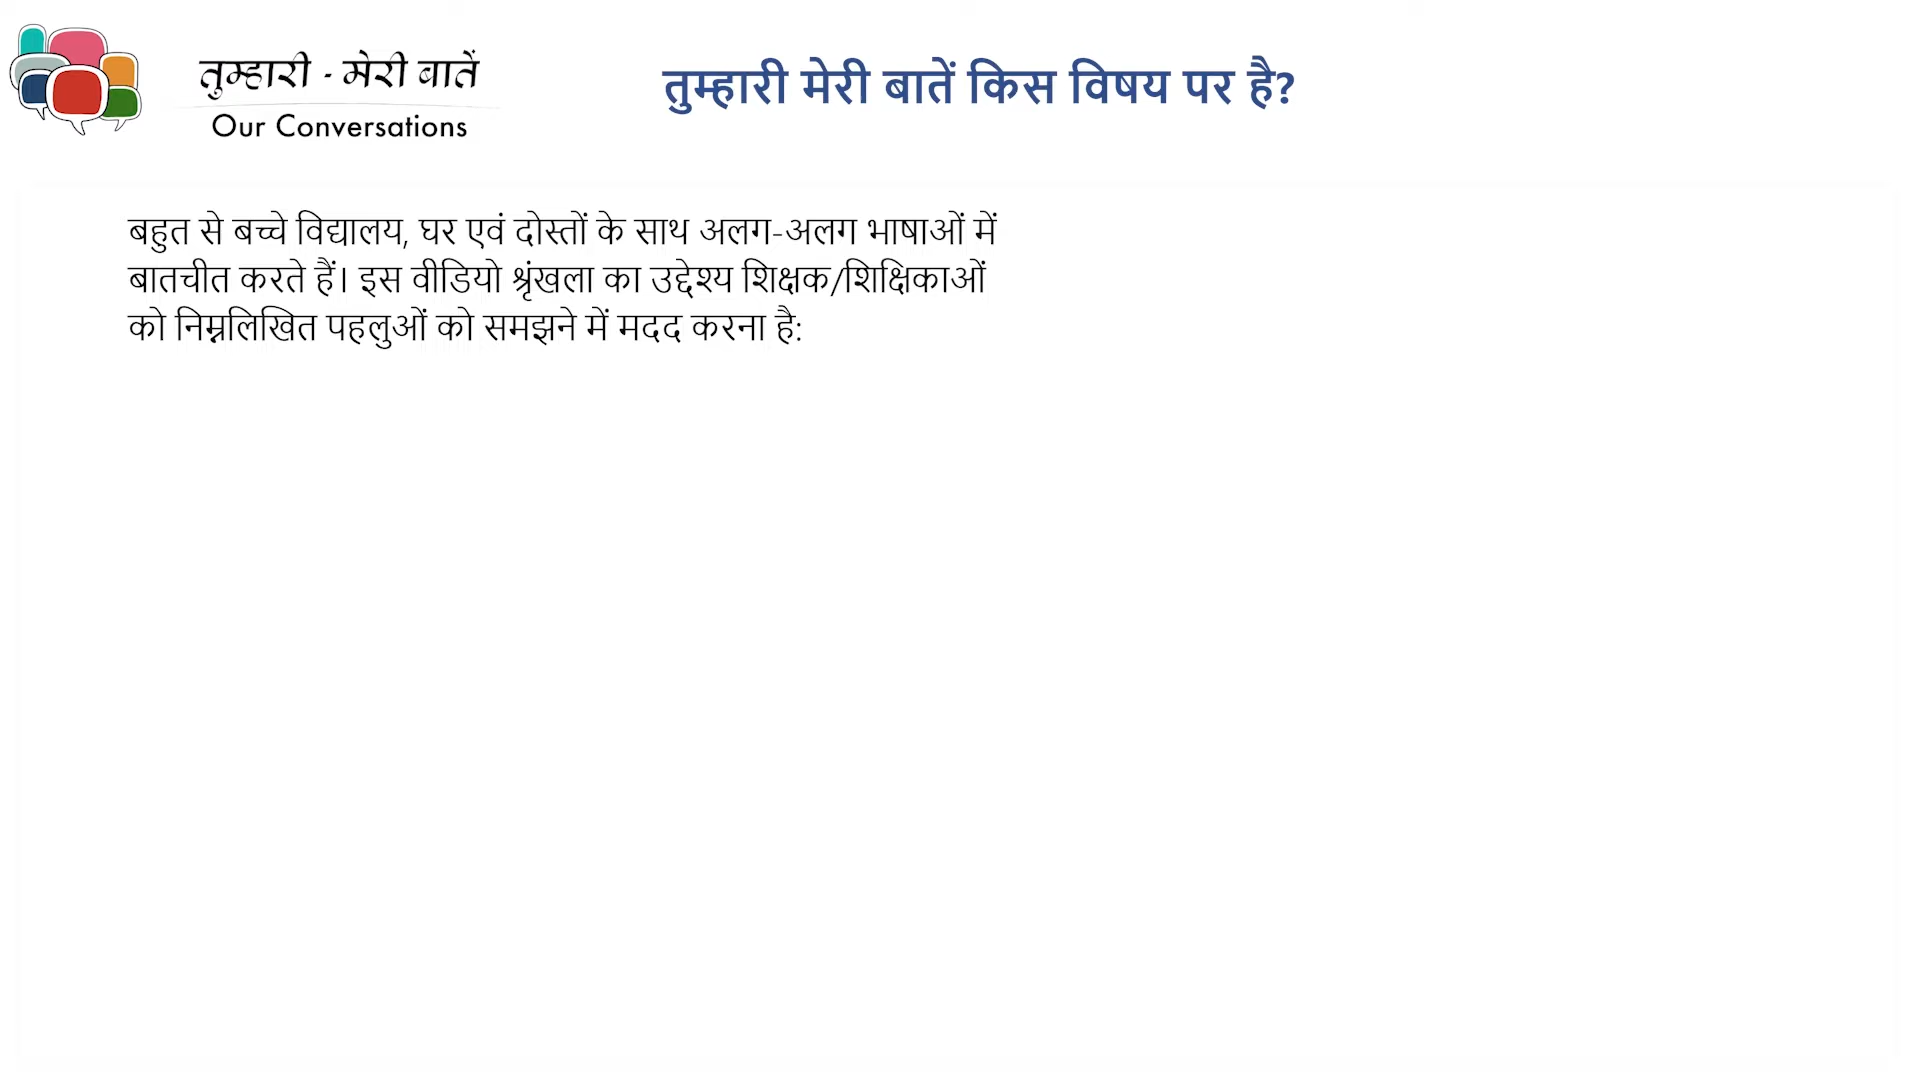 तुम्हारी - मेरी बातें
Our Conversations
तुम्हारी मेरी बातें किस विषय पर है?
बहुत से बच्चे विद्यालय, घर एवं दोस्तों के साथ अलग-अलग भाषाओं में
बातचीत करते हैं। इस वीडियो श्रृंखला का उद्देश्य शिक्षक/शिक्षिकाओं
को निम्नलिखित पहलुओं को समझने में मदद करना है: